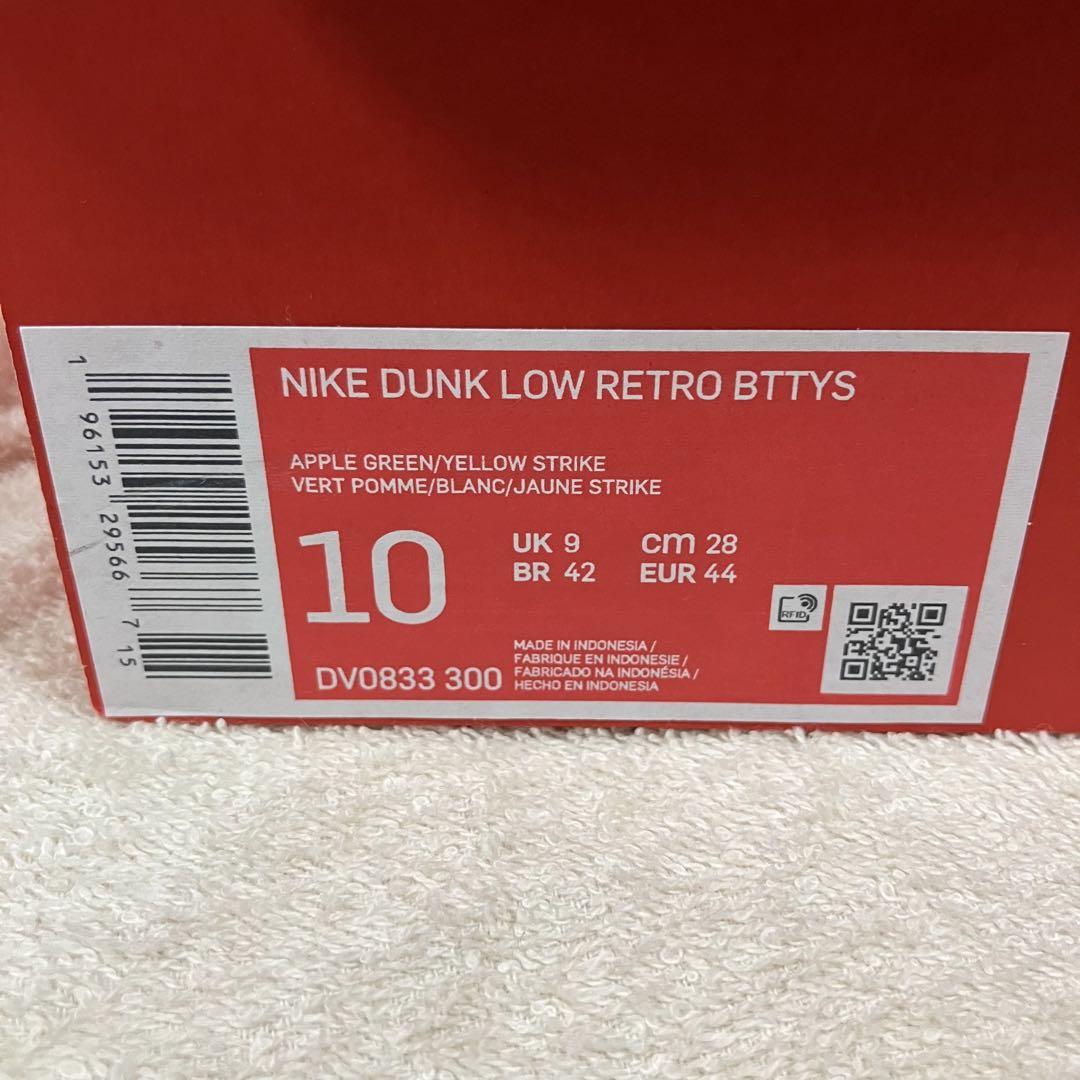 NIKE DUNK LOW RETRO BTTYS
APPLE GREEN/YELLOW STRIKE
VERT POMME/BLANC/JAUNE STRIKE
10
UK 9 cm 28
BR 42 EUR 44
DV0833 300
MADE IN INDONESIA /
FABRIQUE EN INDONESIE /
FABRICADO NA INDONÉSIA /
HECHO EN INDONESIA
RFID
1 96153 29566 7 15